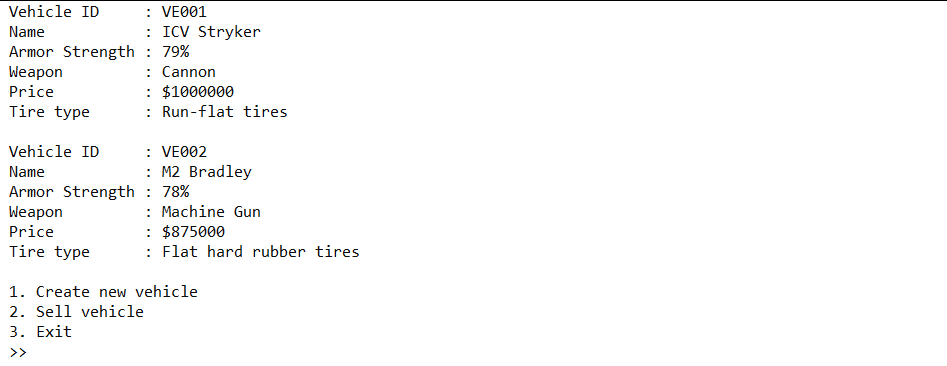 Vehicle ID     : VE001
Name           : ICV Stryker
Armor Strength : 79%
Weapon         : Cannon
Price          : $1000000
Tire type      : Run-flat tires

Vehicle ID     : VE002
Name           : M2 Bradley
Armor Strength : 78%
Weapon         : Machine Gun
Price          : $875000
Tire type      : Flat hard rubber tires

1. Create new vehicle
2. Sell vehicle
3. Exit
>>